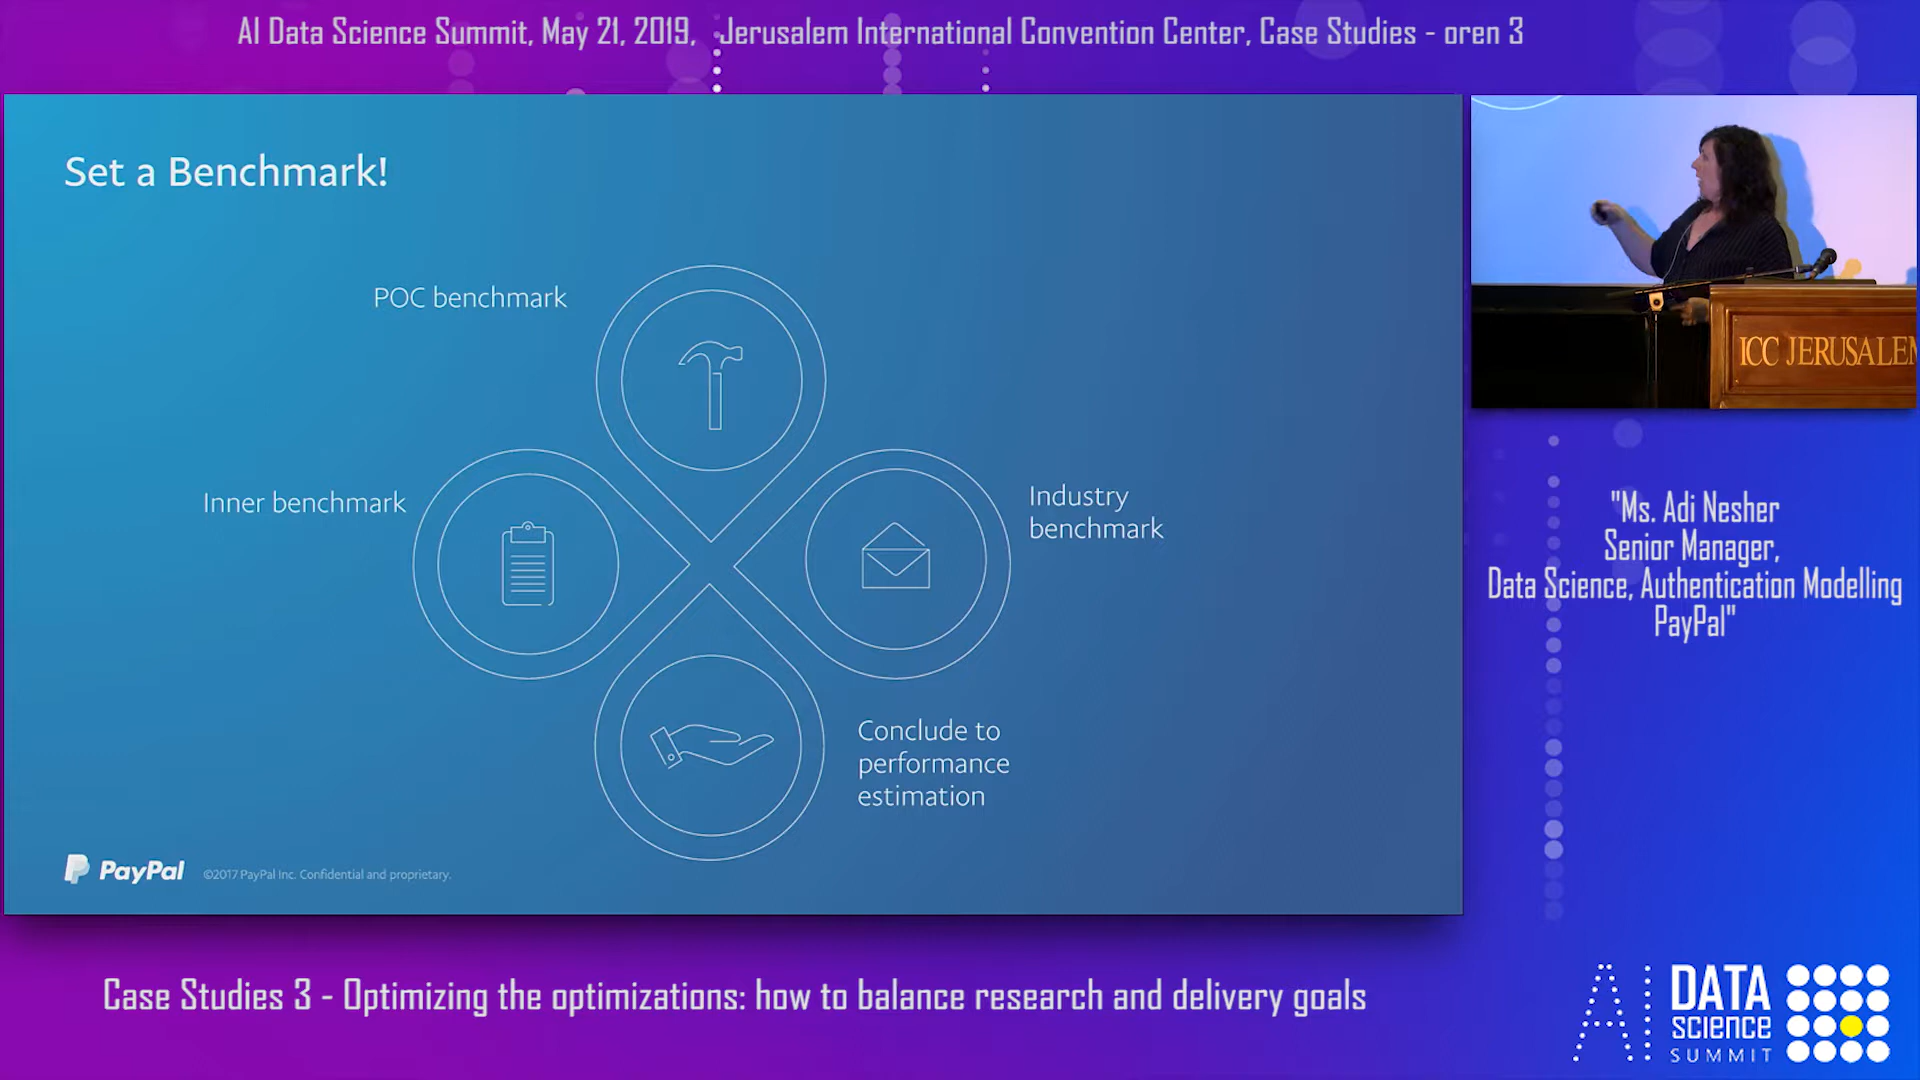 AI Data Science Summit, May 21, 2019, Jerusalem International Convention Center, Case Studies - oren 3
Set a Benchmark!
POC benchmark
Inner benchmark
Industry
benchmark
Conclude to
performance
estimation
PayPal
©2017 PayPal Inc. Confidential and proprietary.
ICC JERUSALEM
"Ms. Adi Nesher
Senior Manager,
Data Science, Authentication Modelling
PayPal"
Case Studies 3 - Optimizing the optimizations: how to balance research and delivery goals
AI
DATA
SCIENCE
SUMMIT